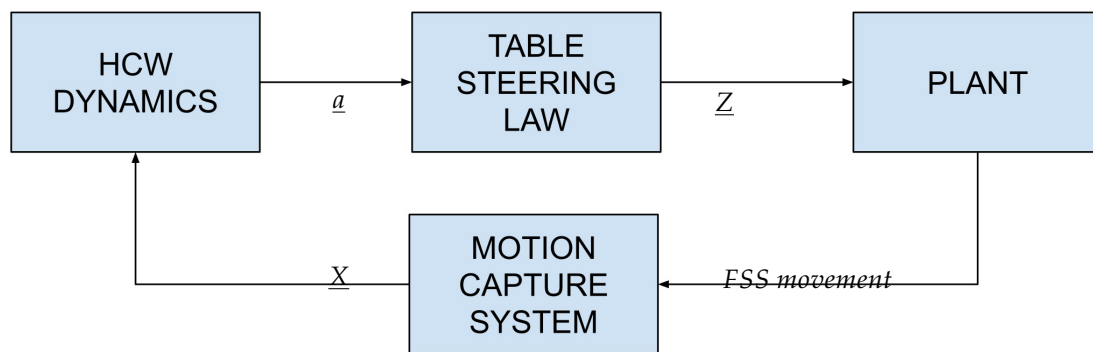 HCW
DYNAMICS
a
TABLE
STEERING
LAW
Z
PLANT
X
MOTION
CAPTURE
SYSTEM
FSS movement